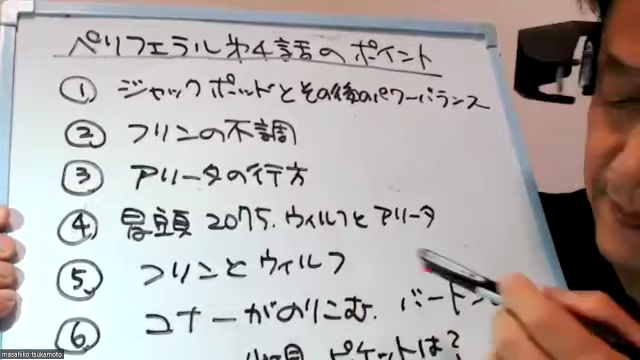 ペリフェラル第4話のポイント
① ジャックポットとその後のパワーバランス
② フリンの不調
③ アリータの行方
④ 冒頭 2075. ウィルフと アリータ
⑤ フリンと ウィルフ
⑥ コナーがのりこむ. バートン
ピケットは?
masahiko tsukamoto